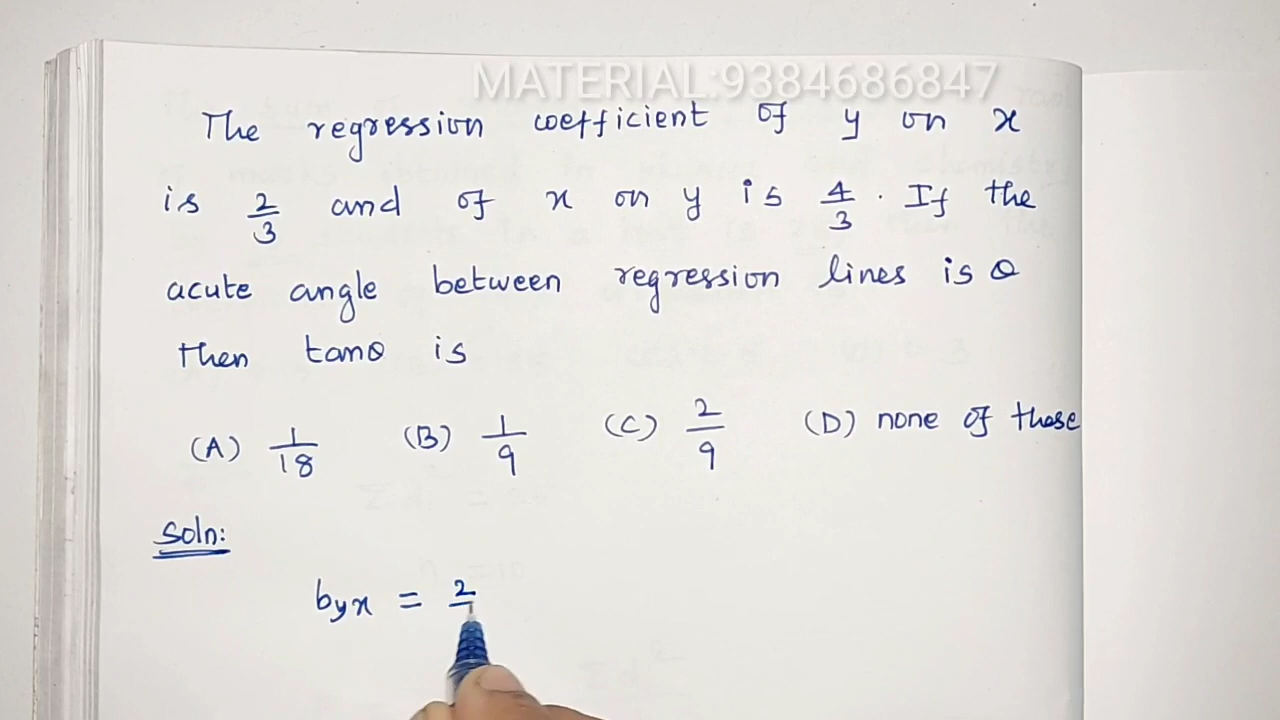 MATERIAL:9384686847
The regression coefficient of y on x
is 2/3 and of x on y is 4/3. If the
acute angle between regression lines is θ
then tanθ is
(A) 1/18 (B) 1/9 (C) 2/9 (D) none of these
Soln:
byx = 2